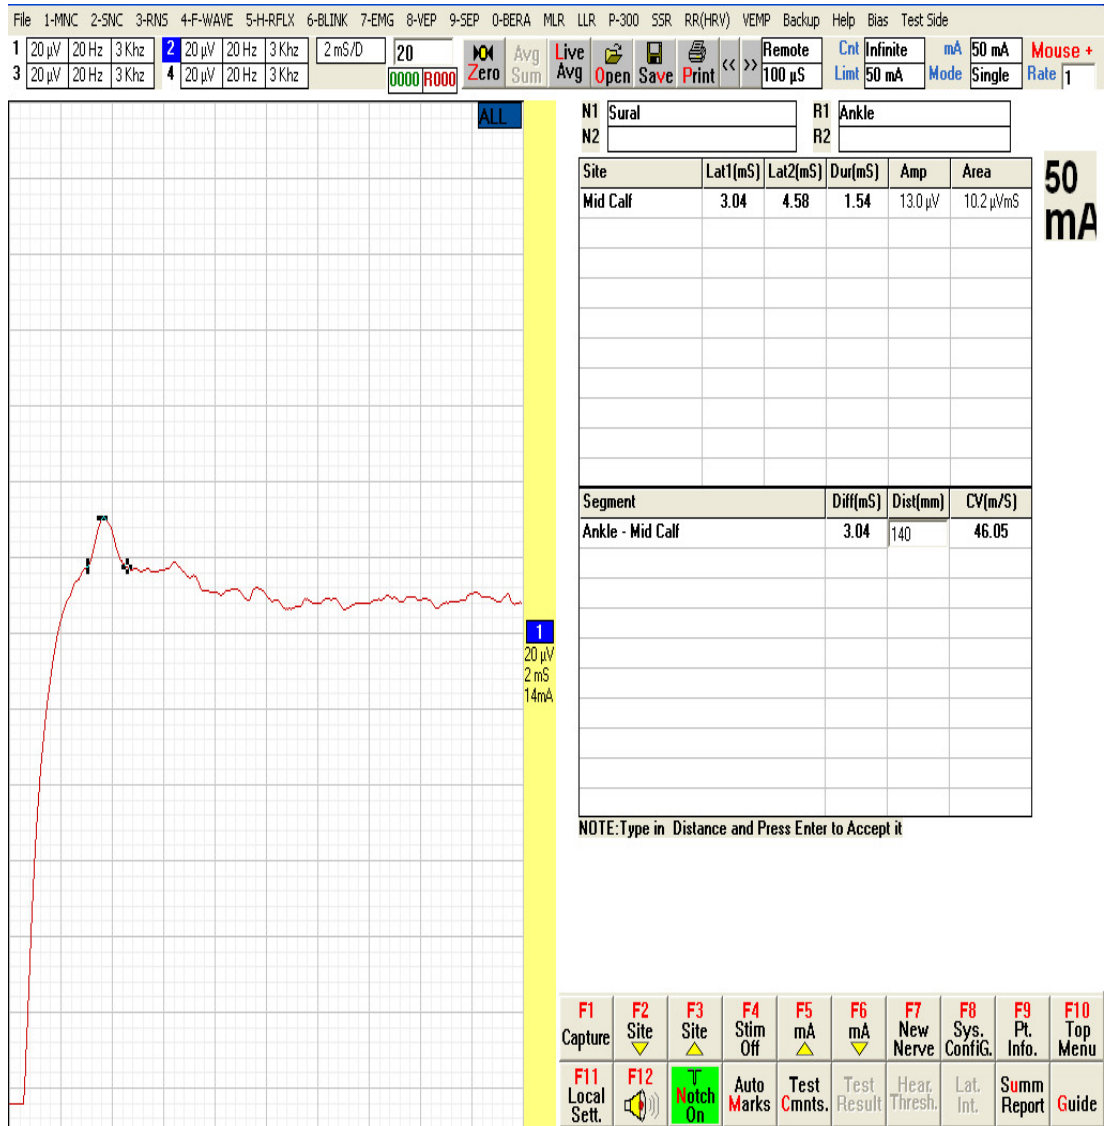 File 1-MNC 2-SNC 3-RNS 4-F-WAVE 5-H-RFLX 6-BLINK 7-EMG 8-VEP 9-SEP 0-BERA MLR LLR P-300 SSR RR(HRV) VEMP Backup Help Bias Test Side
1 20 µV 20 Hz 3 Khz 2 20 µV 20 Hz 3 Khz 2 mS/D 20 Zero Avg Sum Live Avg Open Save Print << >> Remote Cnt Infinite mA 50 mA Mouse +
3 20 µV 20 Hz 3 Khz 4 20 µV 20 Hz 3 Khz 0000 R000 100 µS Limt 50 mA Mode Single Rate 1
ALL
N1 Sural R1 Ankle
N2 R2
Site Lat1(mS) Lat2(mS) Dur(mS) Amp Area
Mid Calf 3.04 4.58 1.54 13.0 µV 10.2 µVmS
50
mA
Segment Diff(mS) Dist(mm) CV(m/S)
Ankle - Mid Calf 3.04 140 46.05
1
20 µV
2 mS
14mA
NOTE:Type in Distance and Press Enter to Accept it
F1 F2 F3 F4 F5 F6 F7 F8 F9 F10
Capture Site Site Stim Off mA mA New Nerve Sys. ConfiG. Pt. Info. Top Menu
F11 F12
Local Sett. Notch On Auto Marks Test Cmnts. Test Result Hear. Thresh. Lat. Int. Summ Report Guide